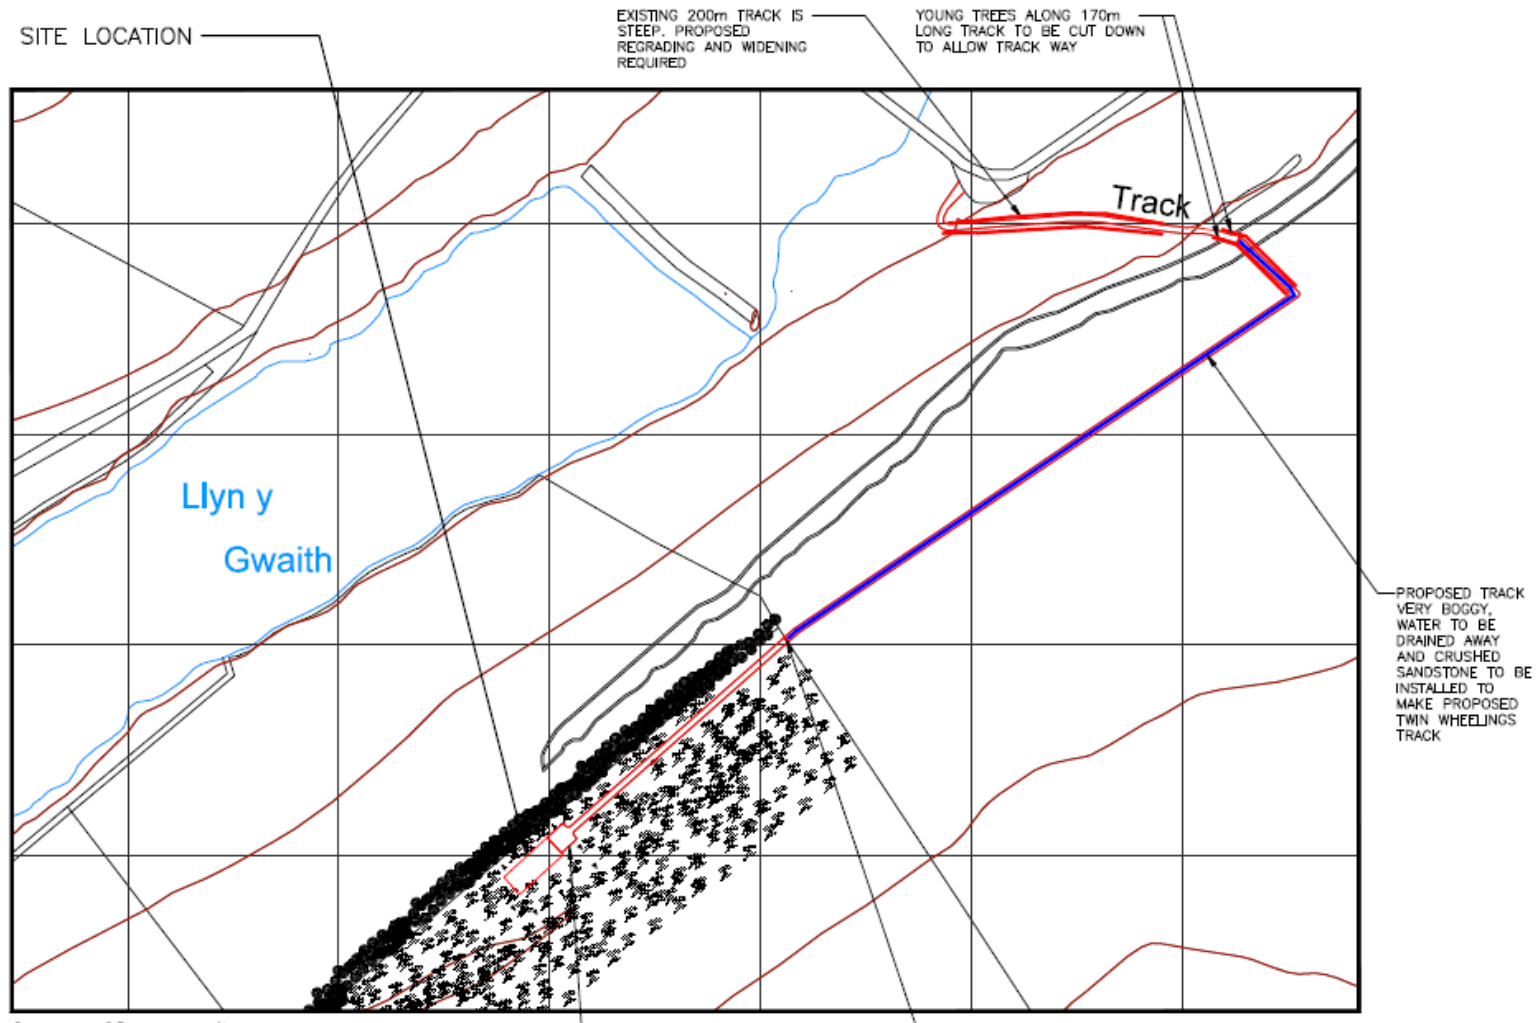 SITE LOCATION
EXISTING 200m TRACK IS
STEEP. PROPOSED
REGRADING AND WIDENING
REQUIRED
YOUNG TREES ALONG 170m
LONG TRACK TO BE CUT DOWN
TO ALLOW TRACK WAY
Track
Llyn y
Gwaith
PROPOSED TRACK
VERY BOGGY,
WATER TO BE
DRAINED AWAY
AND CRUSHED
SANDSTONE TO BE
INSTALLED TO
MAKE PROPOSED
TWIN WHEELINGS
TRACK